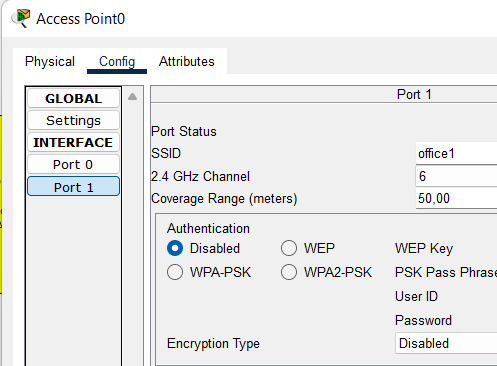 Access Point0
Physical Config Attributes
GLOBAL
Settings
INTERFACE
Port 0
Port 1
Port 1
Port Status
SSID office1
2.4 GHz Channel 6
Coverage Range (meters) 50,00
Authentication
Disabled WEP WEP Key
WPA-PSK WPA2-PSK PSK Pass Phrase
User ID
Password
Encryption Type Disabled